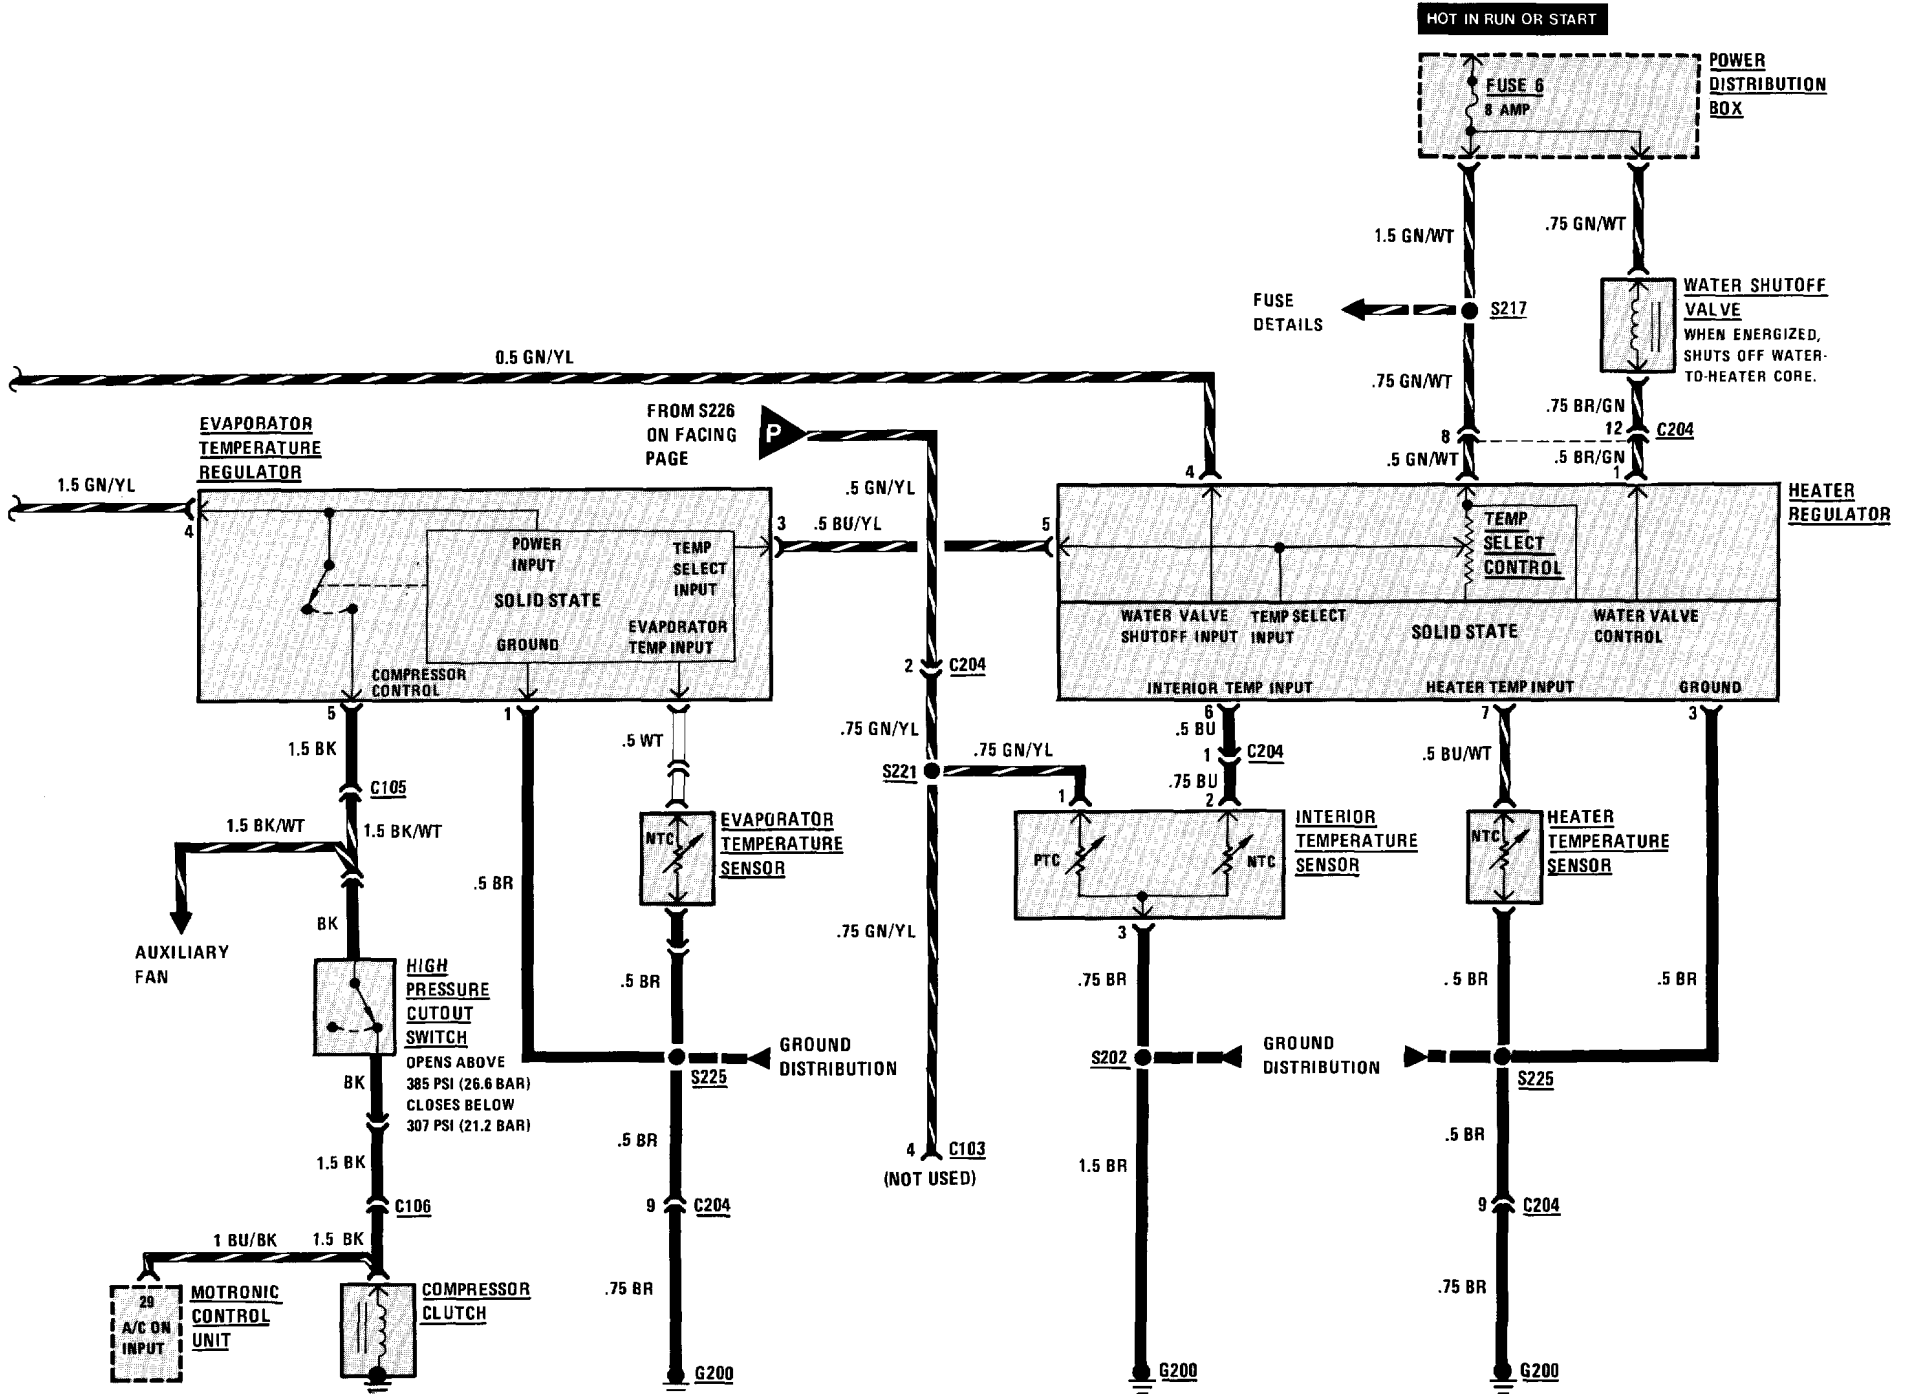 HOT IN RUN OR START
POWER
DISTRIBUTION
BOX
FUSE 6
8 AMP
1.5 GN/WT
.75 GN/WT
FUSE
DETAILS
S217
WATER SHUTOFF
VALVE
WHEN ENERGIZED,
SHUTS OFF WATER-
TO-HEATER CORE.
0.5 GN/YL
.75 GN/WT
.75 BR/GN
8
12
C204
.5 GN/WT
.5 BR/GN
4
1
FROM S226
ON FACING
PAGE
P
EVAPORATOR
TEMPERATURE
REGULATOR
1.5 GN/YL
4
.5 GN/YL
3
.5 BU/YL
5
HEATER
REGULATOR
POWER
INPUT
TEMP
SELECT
INPUT
SOLID STATE
GROUND
EVAPORATOR
TEMP INPUT
COMPRESSOR
CONTROL
TEMP
SELECT
CONTROL
WATER VALVE
SHUTOFF INPUT
TEMP SELECT
INPUT
SOLID STATE
WATER VALVE
CONTROL
INTERIOR TEMP INPUT
HEATER TEMP INPUT
GROUND
2
C204
5
1
6
7
3
1.5 BK
.5 WT
.75 GN/YL
.5 BU
.5 BU/WT
1
C204
.75 BU
2
S221
.75 GN/YL
1
C105
1.5 BK/WT
1.5 BK/WT
AUXILIARY
FAN
BK
.5 BR
NTC
EVAPORATOR
TEMPERATURE
SENSOR
PTC
NTC
INTERIOR
TEMPERATURE
SENSOR
NTC
HEATER
TEMPERATURE
SENSOR
.75 GN/YL
3
HIGH
PRESSURE
CUTOUT
SWITCH
OPENS ABOVE
385 PSI (26.6 BAR)
CLOSES BELOW
307 PSI (21.2 BAR)
.5 BR
.75 BR
.5 BR
.5 BR
GROUND
DISTRIBUTION
S225
S202
GROUND
DISTRIBUTION
S225
BK
1.5 BK
.5 BR
4
C103
(NOT USED)
1.5 BR
.5 BR
C106
9
C204
9
C204
1 BU/BK
1.5 BK
29
A/C ON
INPUT
MOTRONIC
CONTROL
UNIT
COMPRESSOR
CLUTCH
.75 BR
.75 BR
G200
G200
G200